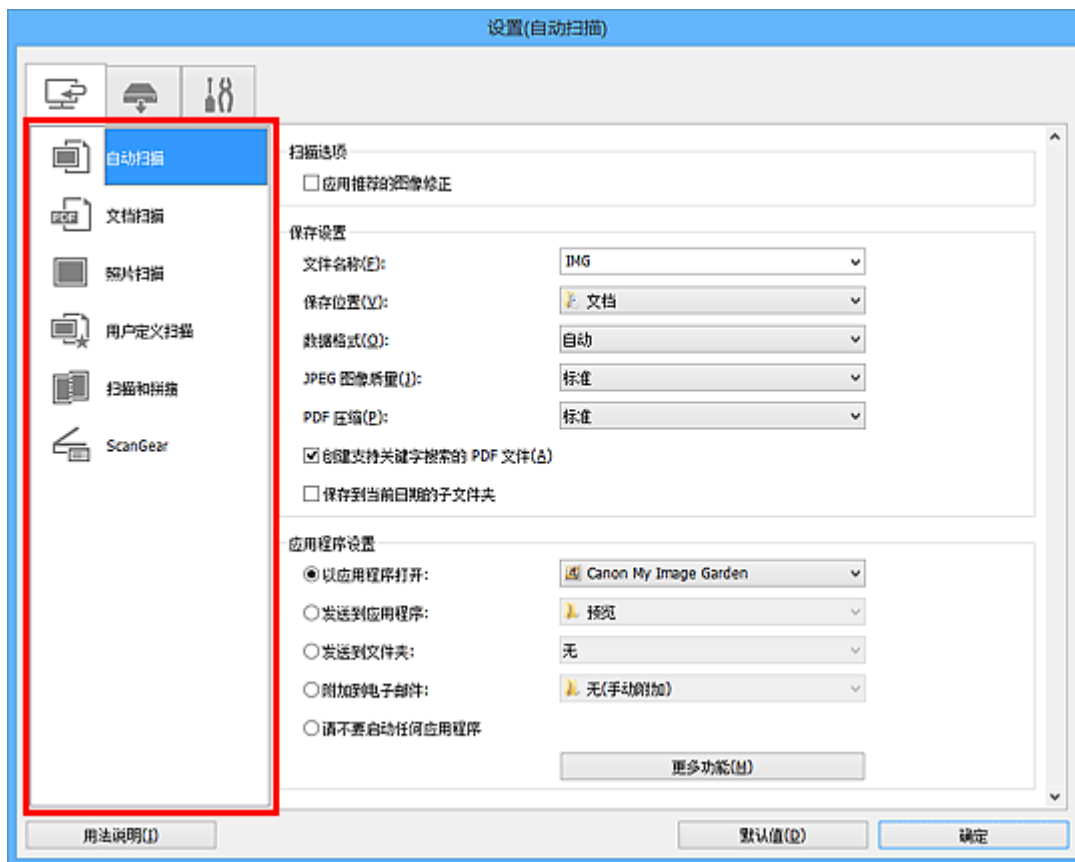 设置(自动扫描)
自动扫描
文档扫描
照片扫描
用户定义扫描
扫描和拼接
ScanGear
扫描选项
应用推荐的图像修正
保存设置
文件名称(F): IMG
保存位置(V): 文档
数据格式(O): 自动
JPEG 图像质量(J): 标准
PDF 压缩(P): 标准
创建支持关键字搜索的 PDF 文件(A)
保存到当前日期的子文件夹
应用程序设置
以应用程序打开: Canon My Image Garden
发送到应用程序: 预览
发送到文件夹: 无
附加到电子邮件: 无(手动附加)
请不要启动任何应用程序
更多功能(M)
用法说明(I) 默认值(D) 确定